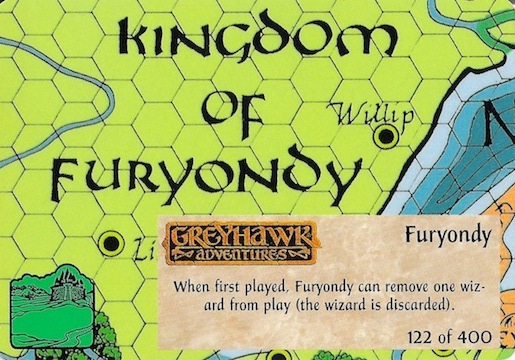 KINGDOM
OF
Willip
FURYONDY
N
Li
GREYHAWK
ADVENTURES
Furyondy
When first played, Furyondy can remove one wiz-
ard from play (the wizard is discarded).
122 of 400